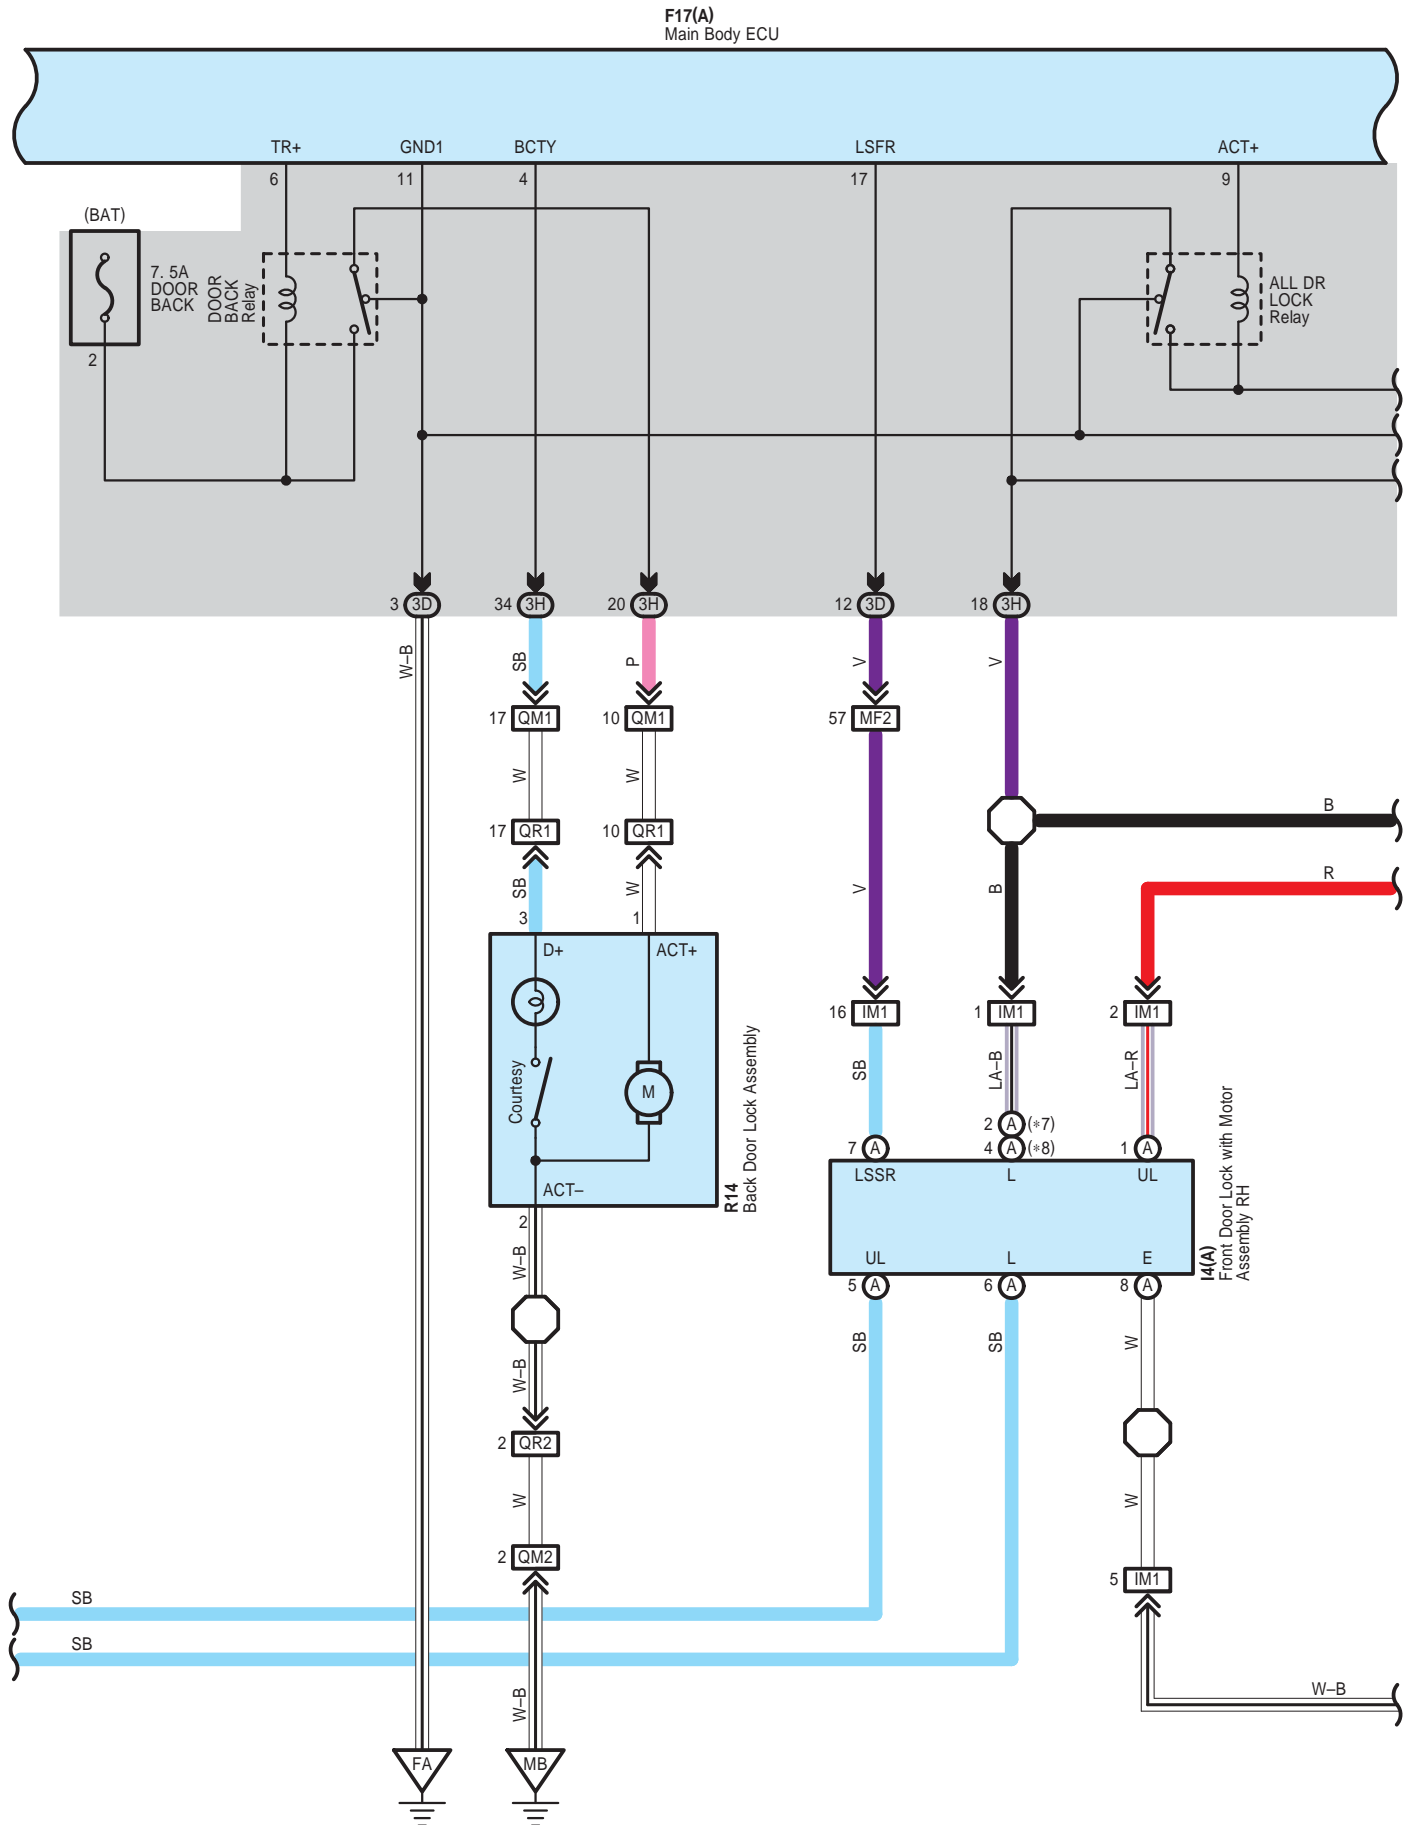 F17(A)
Main Body ECU
TR+
GND1
BCTY
LSFR
ACT+
6
11
4
17
9
(BAT)
7. 5A
DOOR
BACK
DOOR
BACK
Relay
ALL DR
LOCK
Relay
2
3 3D
34 3H
20 3H
12 3D
18 3H
W–B
SB
P
V
V
17 QM1
10 QM1
57 MF2
W
W
B
17 QR1
10 QR1
R
SB
W
V
B
3
1
D+
ACT+
16 IM1
1 IM1
2 IM1
Courtesy
M
R14
Back Door Lock Assembly
SB
LA–B
LA–R
2 A (*7)
7 A
4 A (*8)
1 A
LSSR
L
UL
ACT–
2
UL
L
E
I4(A)
Front Door Lock with Motor
Assembly RH
5 A
6 A
8 A
W–B
SB
SB
W
W–B
2 QR2
W
W
2 QM2
5 IM1
SB
SB
W–B
W–B
FA
MB